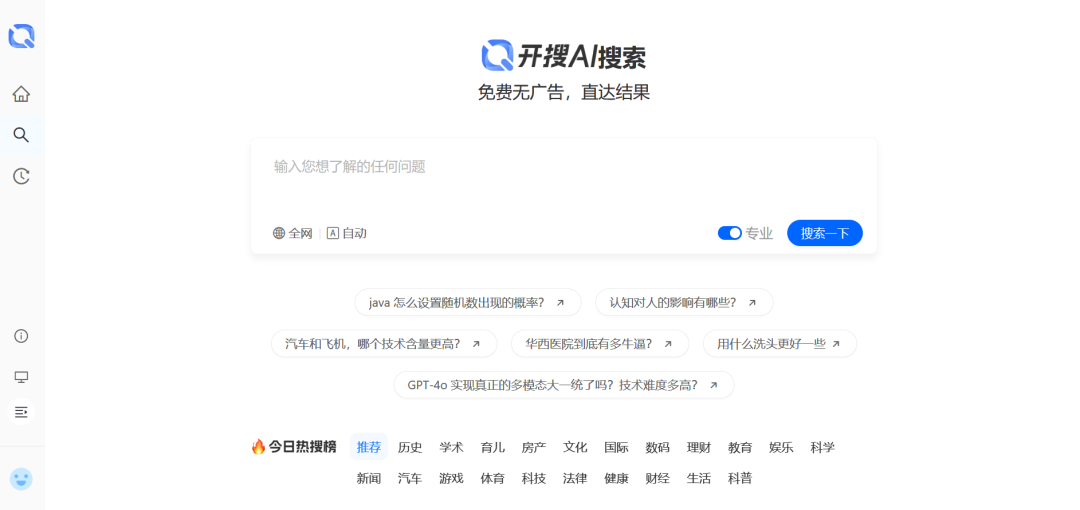 开搜AI搜索
免费无广告，直达结果
输入您想了解的任何问题
全网 A 自动 专业 搜索一下
java 怎么设置随机数出现的概率？ 认知对人的影响有哪些？
汽车和飞机，哪个技术含量更高？ 华西医院到底有多牛逼？ 用什么洗头更好一些
GPT-4o 实现真正的多模态大一统了吗？技术难度多高？
今日热搜榜 推荐 历史 学术 育儿 房产 文化 国际 数码 理财 教育 娱乐 科学
新闻 汽车 游戏 体育 科技 法律 健康 财经 生活 科普